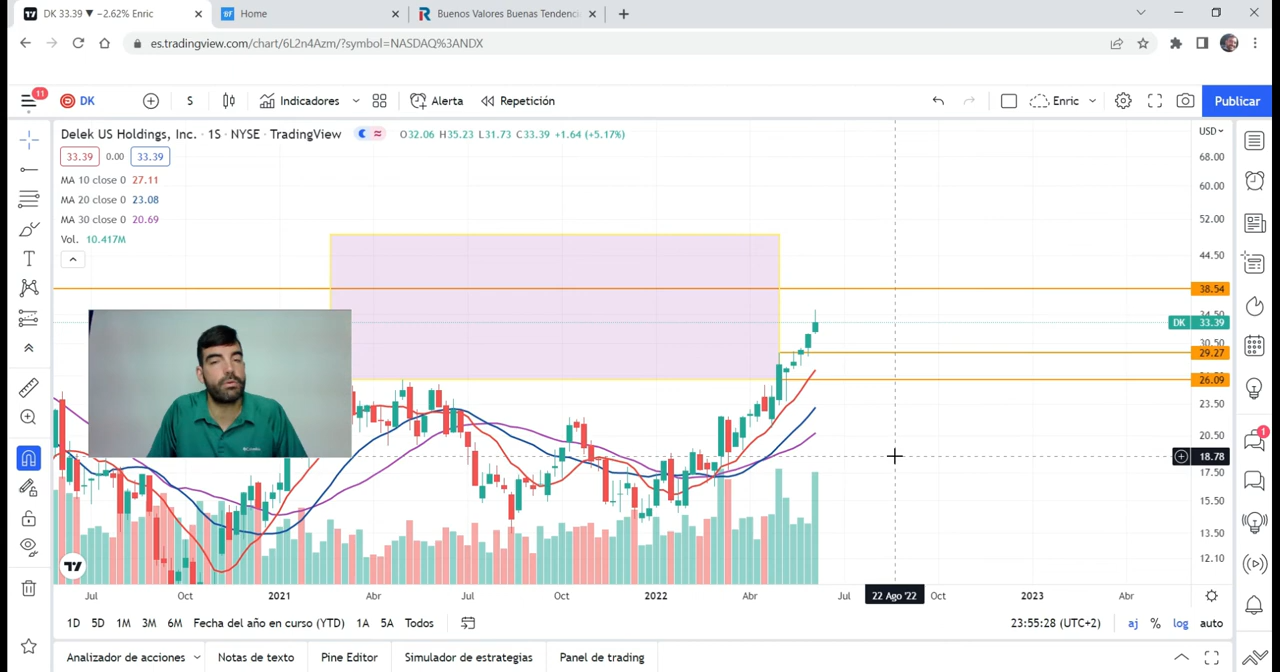 DK 33.39 ▼ −2.62% Enric
Home
Buenos Valores Buenas Tendenci
es.tradingview.com/chart/6L2n4Azm/?symbol=NASDAQ%3ANDX
11
DK
S
Indicadores
Alerta
Repetición
Enric
Publicar
Delek US Holdings, Inc. · 1S · NYSE · TradingView
O32.06 H35.23 L31.73 C33.39 +1.64 (+5.17%)
USD
33.39 0.00 33.39
MA 10 close 0 27.11
MA 20 close 0 23.08
MA 30 close 0 20.69
Vol. 10.417M
68.00
60.00
52.00
44.50
38.54
34.50
DK 33.39
30.50
29.27
26.09
23.50
20.50
18.78
17.50
15.50
13.50
12.10
1
Jul Oct 2021 Abr Jul Oct 2022 Abr Jul 22 Ago '22 Oct 2023 Abr
1D 5D 1M 3M 6M Fecha del año en curso (YTD) 1A 5A Todos
23:55:28 (UTC+2) aj % log auto
Analizador de acciones Notas de texto Pine Editor Simulador de estrategias Panel de trading